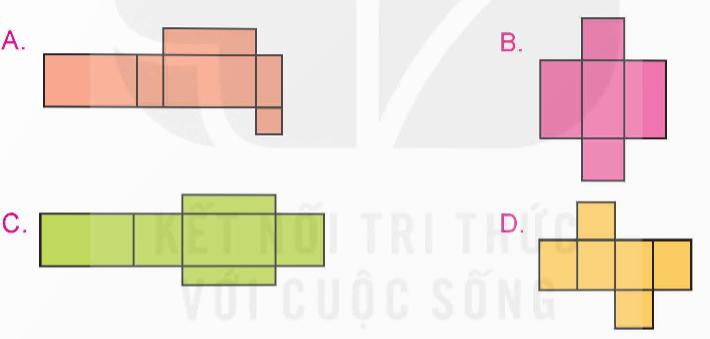 A.
B.
C.
D.
KẾT NỐI TRI THỨC
VỚI CUỘC SỐNG